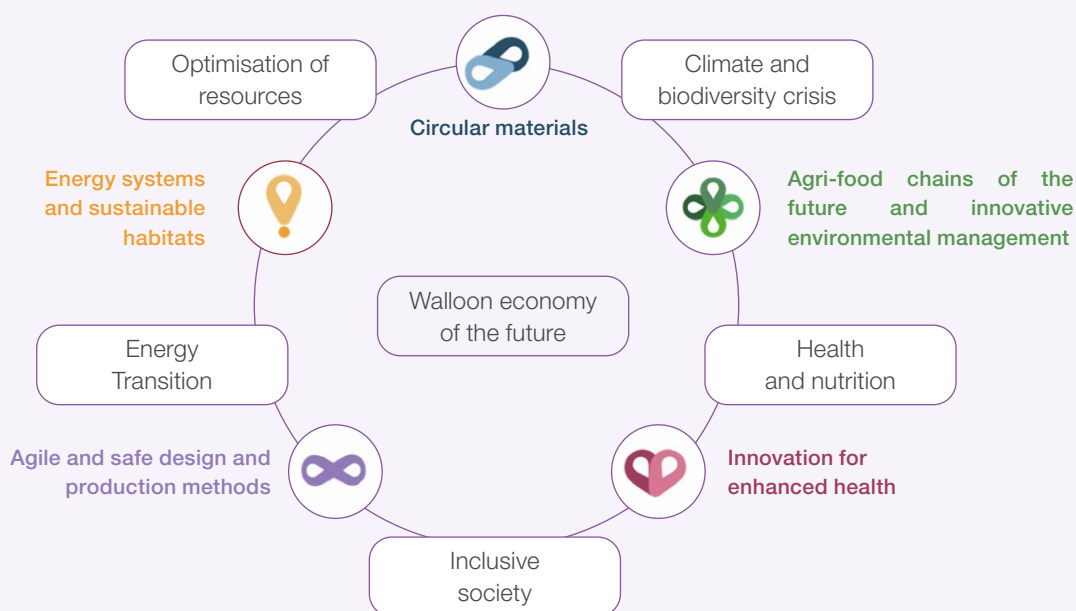 Optimisation of
resources
Climate and
biodiversity crisis
Circular materials
Energy systems
and sustainable
habitats
Agri-food chains of the
future and innovative
environmental management
Walloon economy
of the future
Energy
Transition
Health
and nutrition
Agile and safe design and
production methods
Innovation for
enhanced health
Inclusive
society